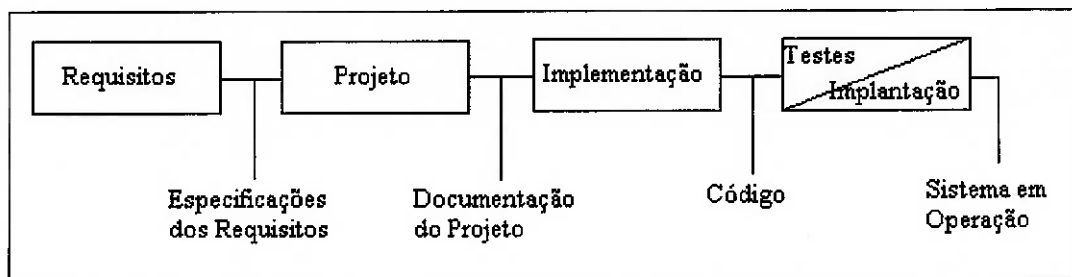 Requisitos
Projeto
Implementação
Testes
Implantação
Especificações
dos Requisitos
Documentação
do Projeto
Código
Sistema em
Operação